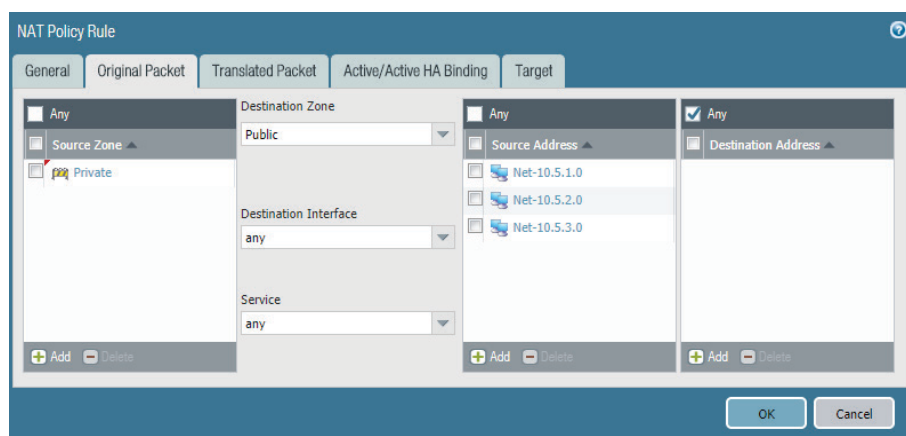 NAT Policy Rule
General Original Packet Translated Packet Active/Active HA Binding Target
Any
Source Zone
Private
Add Delete
Destination Zone
Public
Destination Interface
any
Service
any
Any
Source Address
Net-10.5.1.0
Net-10.5.2.0
Net-10.5.3.0
Add Delete
Any
Destination Address
Add Delete
OK Cancel